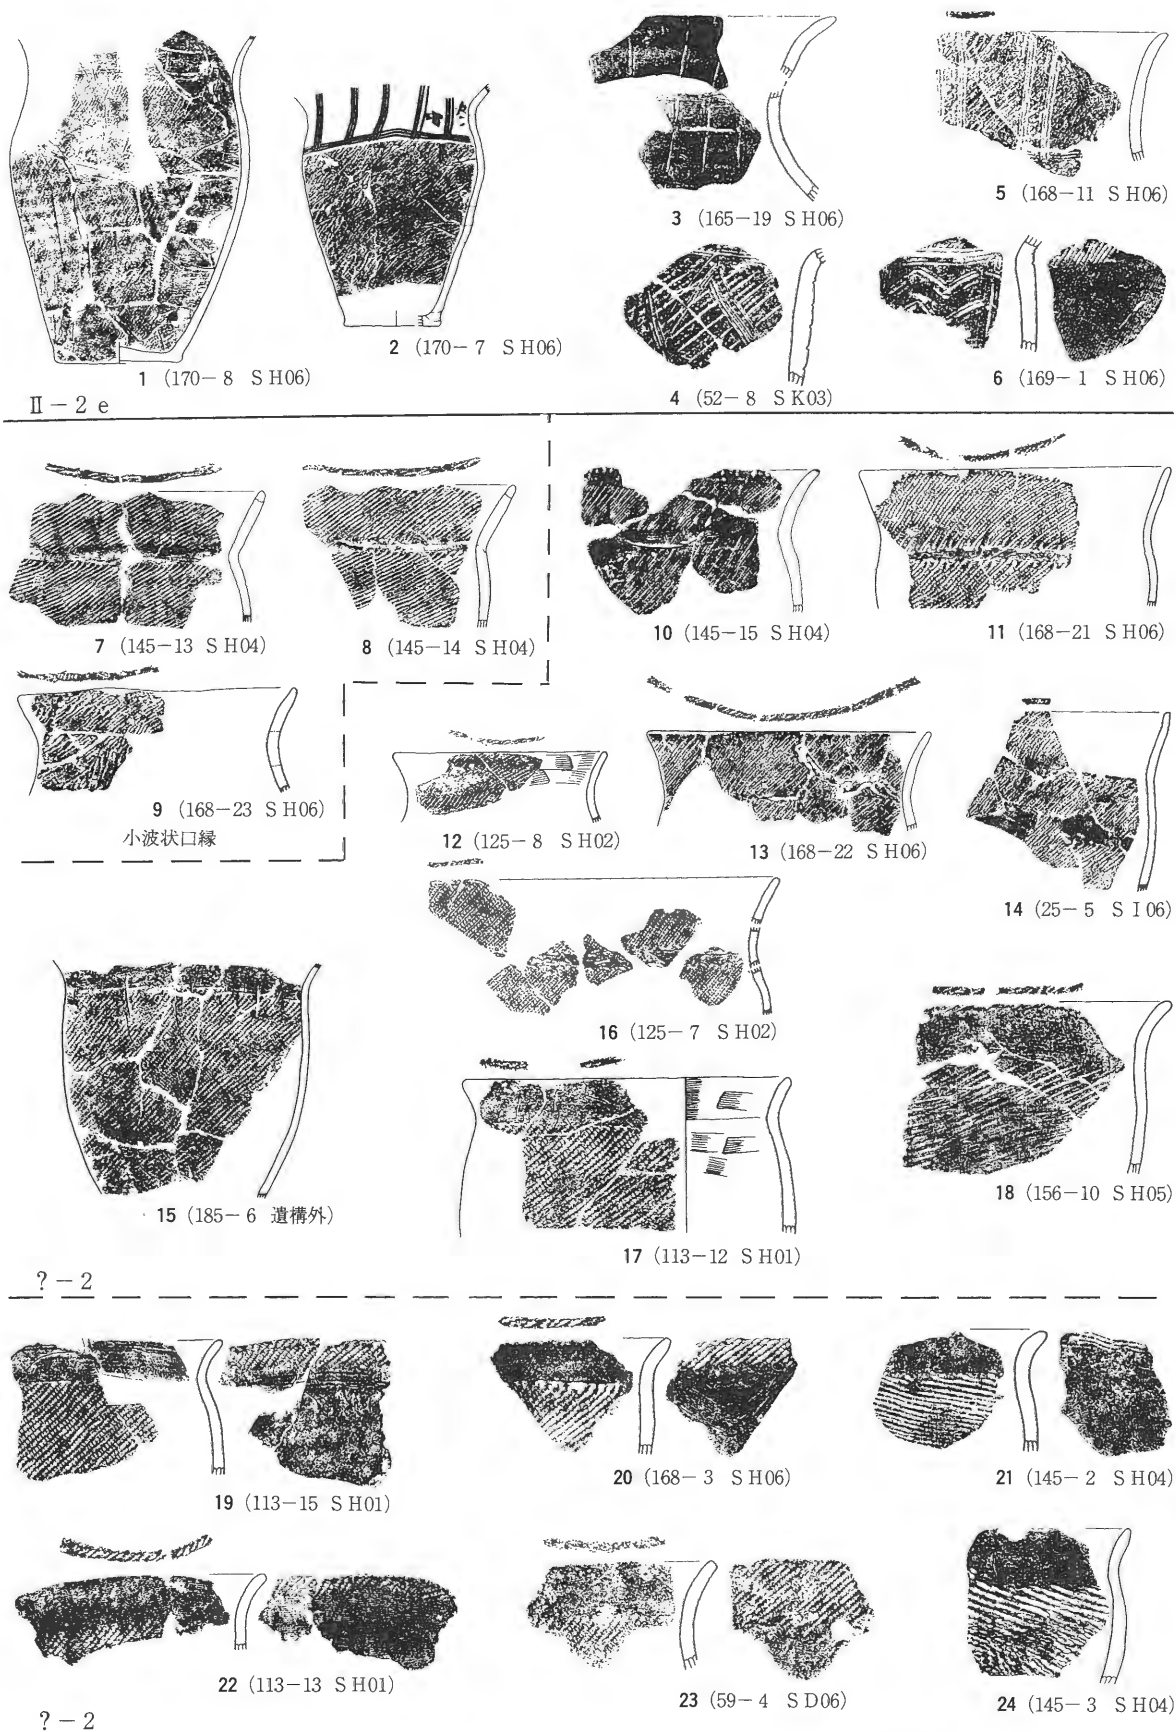 1 (170－8 SH06)
2 (170－7 SH06)
3 (165－19 SH06)
4 (52－8 SK03)
5 (168－11 SH06)
6 (169－1 SH06)
Ⅱ－2e
7 (145－13 SH04)
8 (145－14 SH04)
9 (168－23 SH06)
小波状口縁
10 (145－15 SH04)
11 (168－21 SH06)
12 (125－8 SH02)
13 (168－22 SH06)
14 (25－5 SI06)
15 (185－6 遺構外)
16 (125－7 SH02)
17 (113－12 SH01)
18 (156－10 SH05)
?－2
19 (113－15 SH01)
20 (168－3 SH06)
21 (145－2 SH04)
22 (113－13 SH01)
23 (59－4 SD06)
24 (145－3 SH04)
?－2